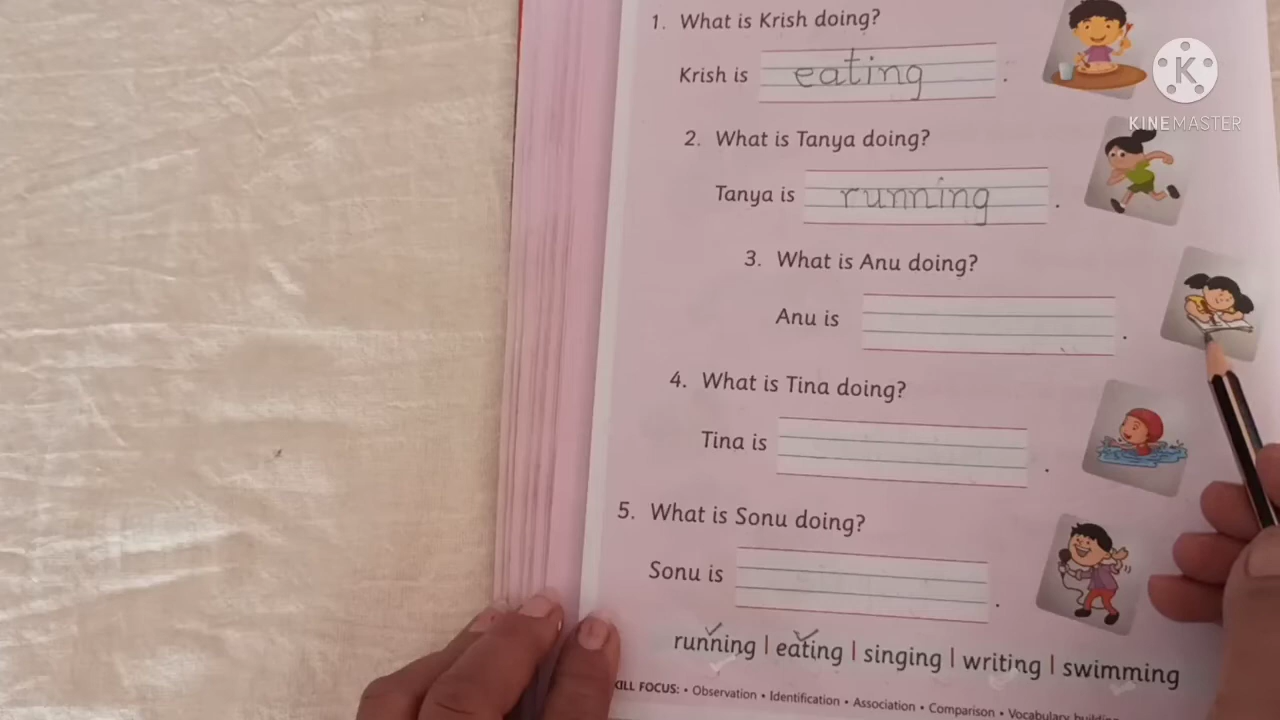 1. What is Krish doing?
Krish is eating.
K
KINEMASTER
2. What is Tanya doing?
Tanya is running.
3. What is Anu doing?
Anu is .
4. What is Tina doing?
Tina is .
5. What is Sonu doing?
Sonu is .
running | eating | singing | writing | swimming
FOCUS: • Observation • Identification • Association • Comparison • Vocabulary